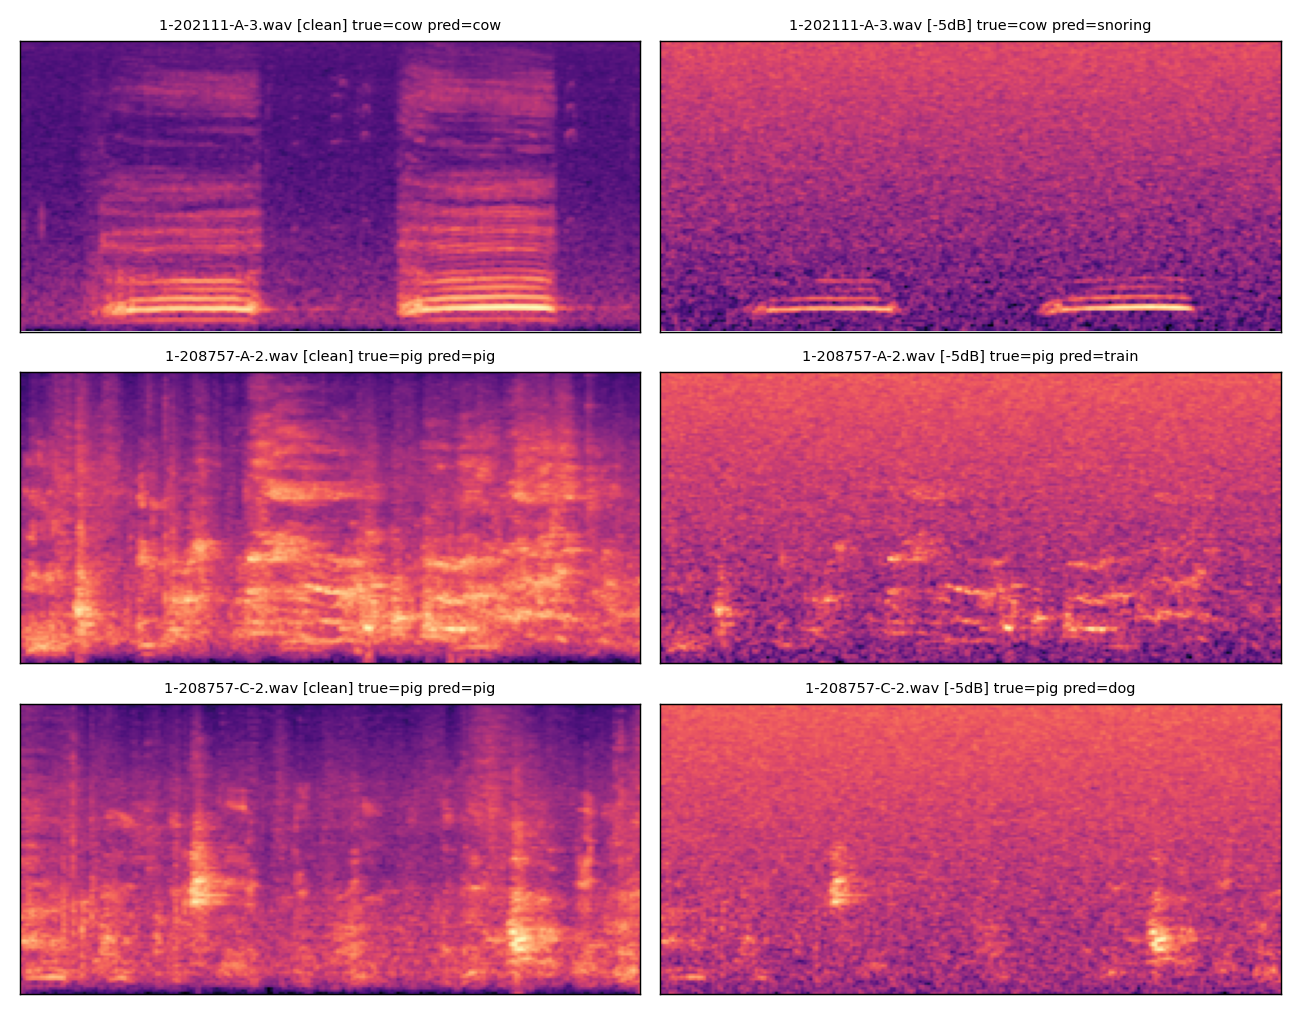 1-202111-A-3.wav [clean] true=cow pred=cow
1-202111-A-3.wav [-5dB] true=cow pred=snoring
1-208757-A-2.wav [clean] true=pig pred=pig
1-208757-A-2.wav [-5dB] true=pig pred=train
1-208757-C-2.wav [clean] true=pig pred=pig
1-208757-C-2.wav [-5dB] true=pig pred=dog